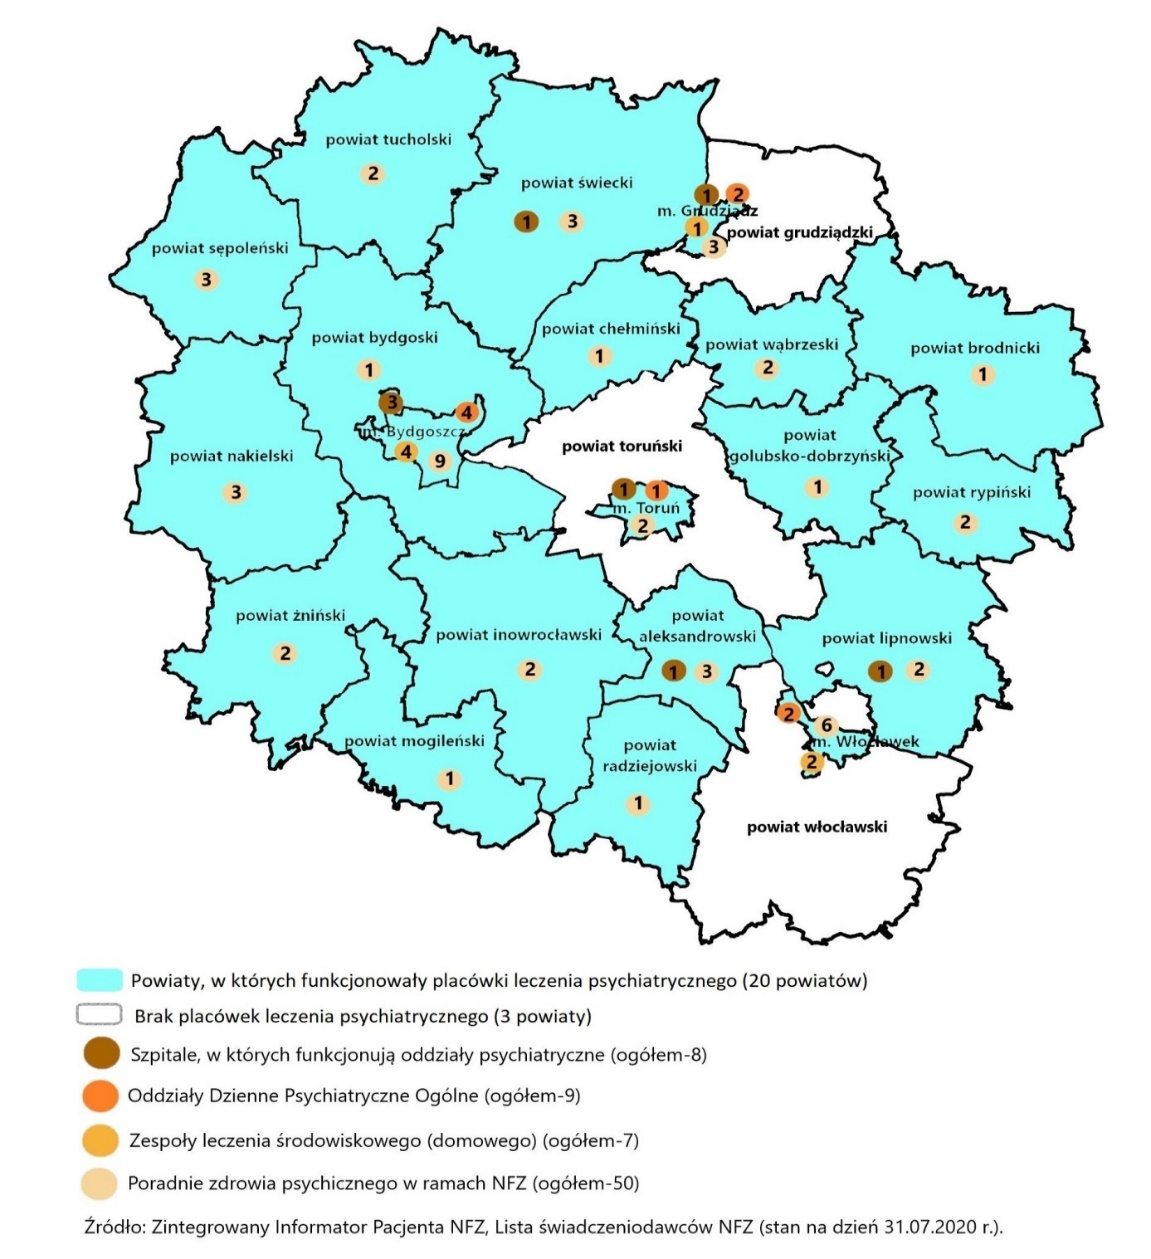 powiat tucholski
2
powiat świecki
1 3
1 2
m. Grudziądz
1
3
powiat grudziądzki
powiat sępoleński
3
powiat bydgoski
1
3 4
m. Bydgoszcz
4 9
powiat chełmiński
1
powiat wąbrzeski
2
powiat brodnicki
1
powiat nakielski
3
powiat toruński
1 1
m. Toruń
2
powiat
golubsko-dobrzyński
1
powiat rypiński
2
powiat żniński
2
powiat inowrocławski
2
powiat
aleksandrowski
1 3
powiat lipnowski
1 2
2
6
m. Włocławek
2
powiat mogileński
1
powiat
radziejowski
1
powiat włocławski
Powiaty, w których funkcjonowały placówki leczenia psychiatrycznego (20 powiatów)
Brak placówek leczenia psychiatrycznego (3 powiaty)
Szpitale, w których funkcjonują oddziały psychiatryczne (ogółem-8)
Oddziały Dzienne Psychiatryczne Ogólne (ogółem-9)
Zespoły leczenia środowiskowego (domowego) (ogółem-7)
Poradnie zdrowia psychicznego w ramach NFZ (ogółem-50)
Źródło: Zintegrowany Informator Pacjenta NFZ, Lista świadczeniodawców NFZ (stan na dzień 31.07.2020 r.).